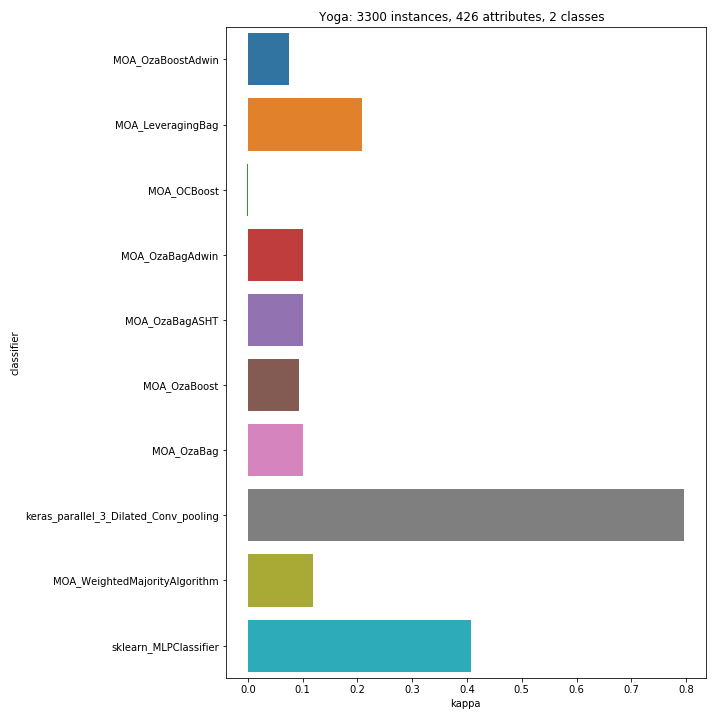 Yoga: 3300 instances, 426 attributes, 2 classes
MOA_OzaBoostAdwin
MOA_LeveragingBag
MOA_OCBoost
MOA_OzaBagAdwin
MOA_OzaBagASHT
classifier
MOA_OzaBoost
MOA_OzaBag
keras_parallel_3_Dilated_Conv_pooling
MOA_WeightedMajorityAlgorithm
sklearn_MLPClassifier
0.0 0.1 0.2 0.3 0.4 0.5 0.6 0.7 0.8
kappa